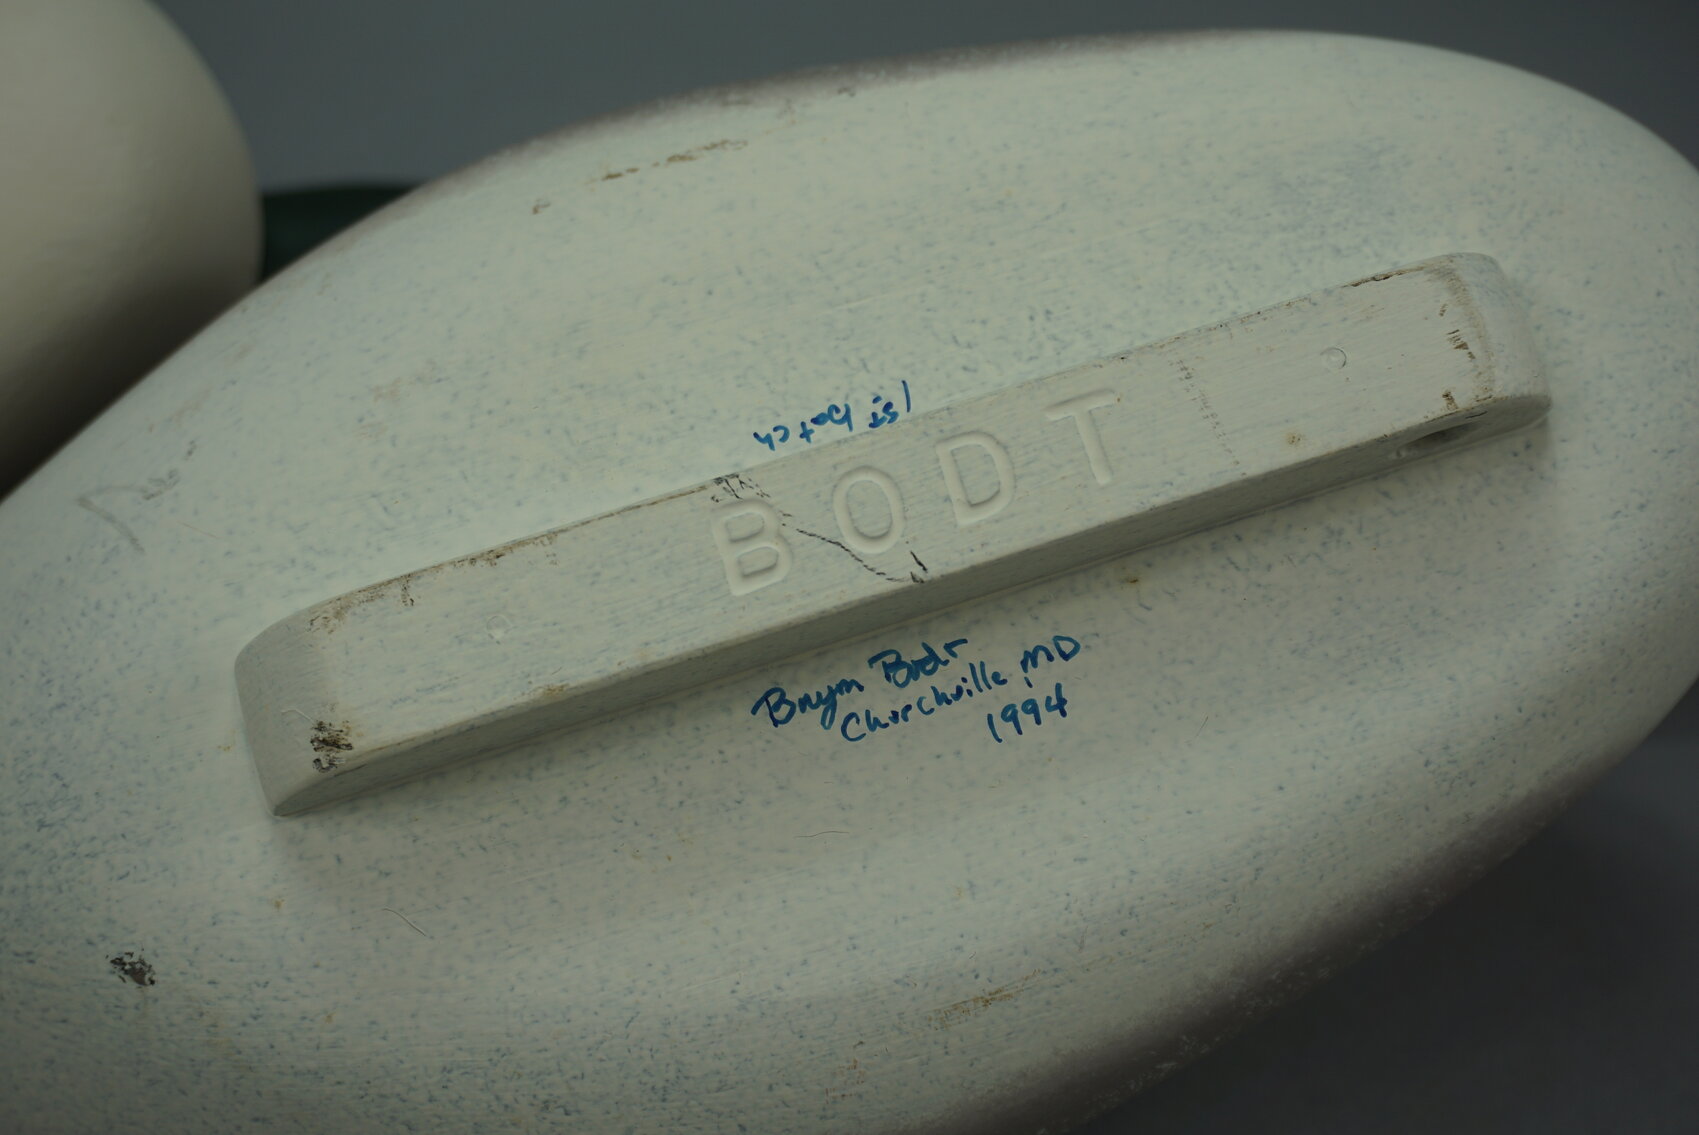 1st batch
BODT
Bryan Bodt
Churchville, MD
1994